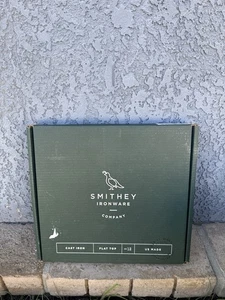 SMITHEY
IRONWARE
COMPANY
CAST IRON
FLAT TOP
US MADE